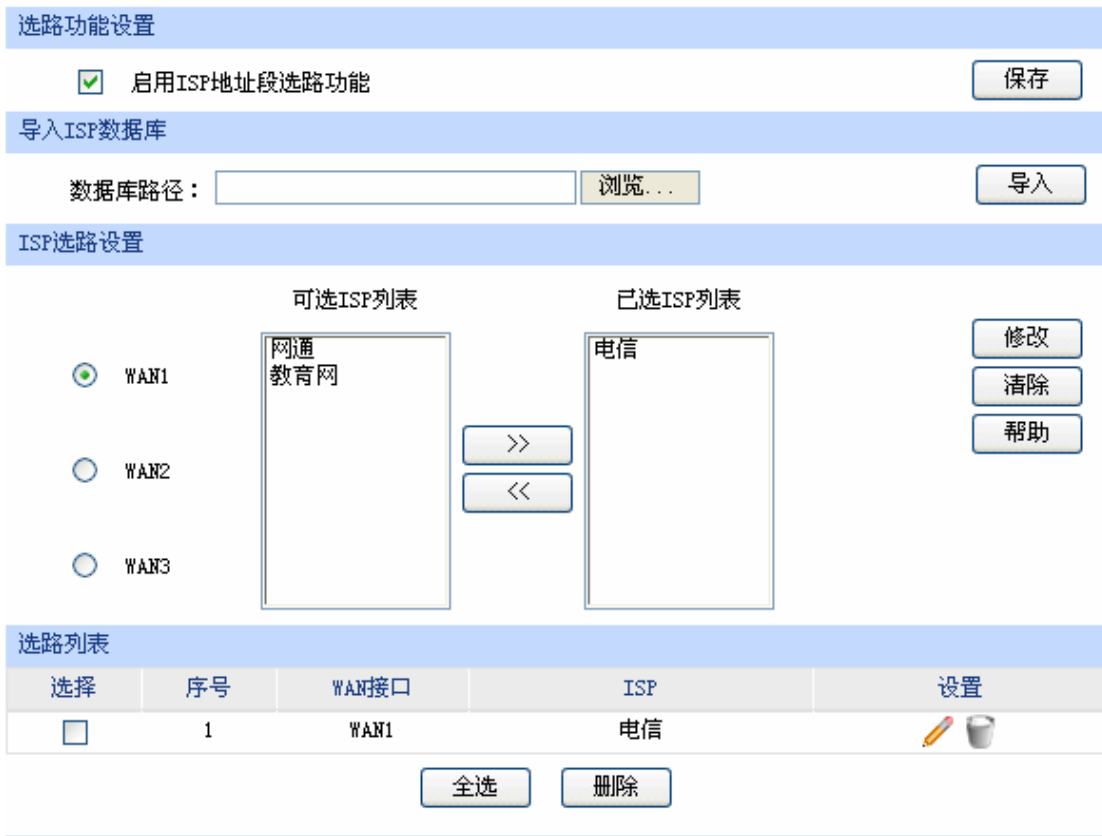 选路功能设置
启用ISP地址段选路功能
保存
导入ISP数据库
数据库路径：
浏览...
导入
ISP选路设置
可选ISP列表 已选ISP列表
网通
教育网
电信
WAN1
WAN2
WAN3
>>
<<
修改
清除
帮助
选路列表
选择 序号 WAN接口 ISP 设置
1 WAN1 电信
全选 删除